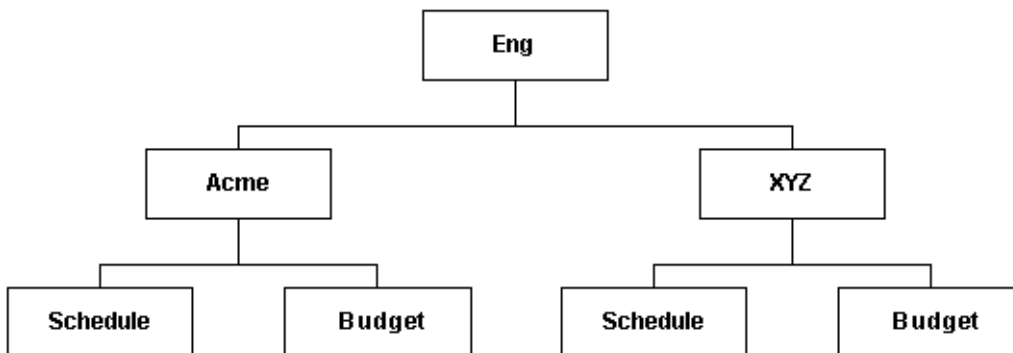 Eng
Acme
XYZ
Schedule
Budget
Schedule
Budget